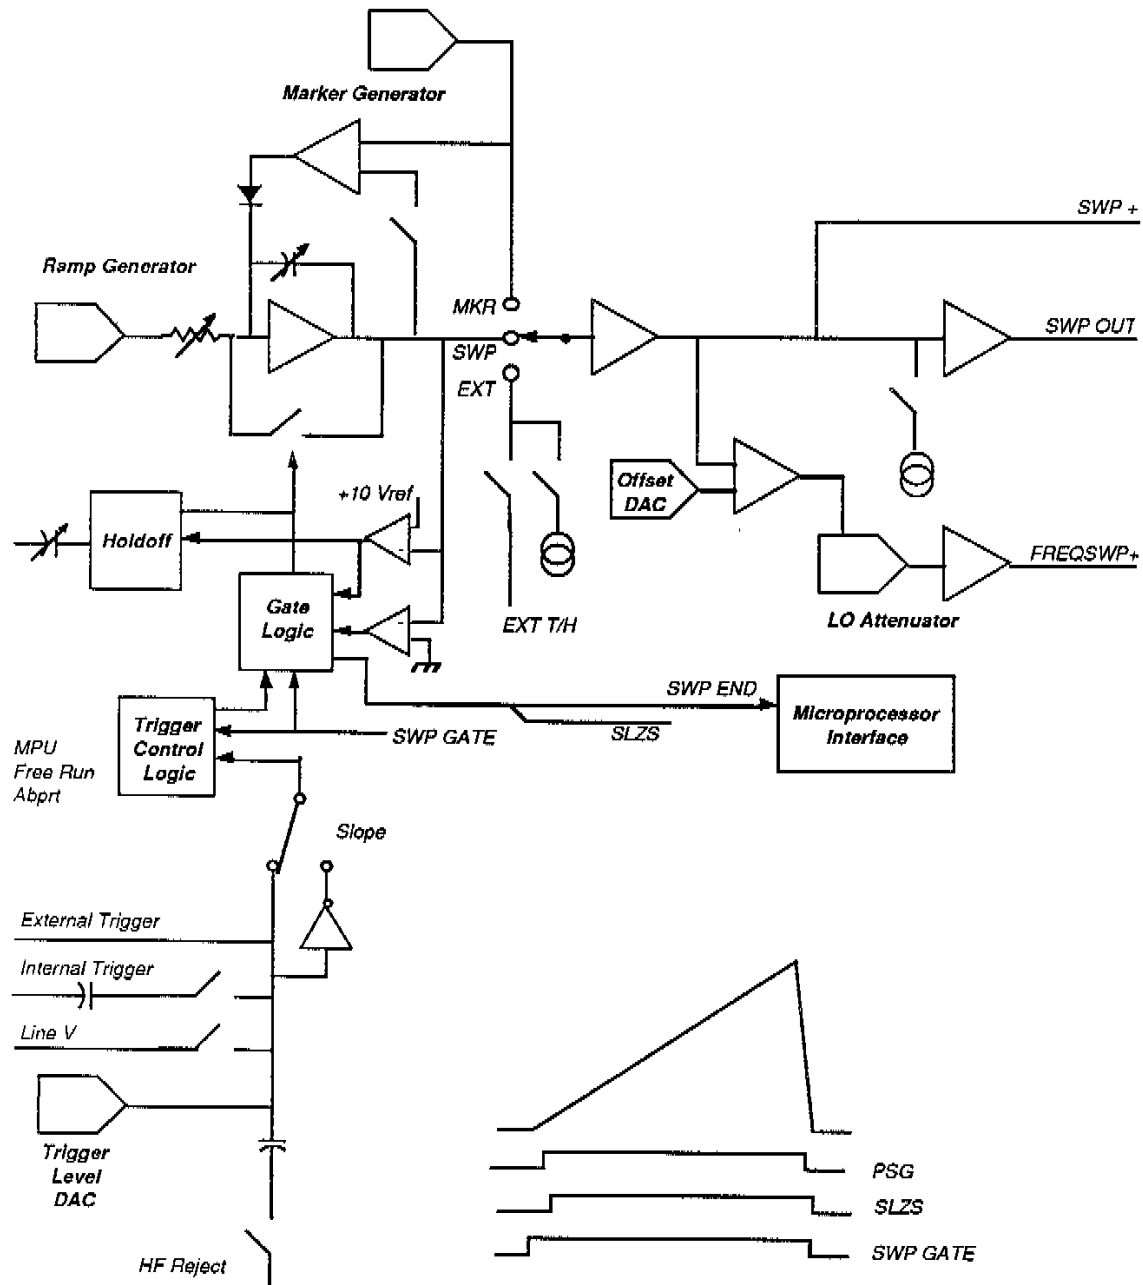 Marker Generator
SWP +
Ramp Generator
MKR
SWP
EXT
SWP OUT
+10 Vref
Holdoff
Offset
DAC
Gate
Logic
EXT T/H
FREQSWP+
LO Attenuator
SWP END
Microprocessor
Interface
SLZS
SWP GATE
Trigger
Control
Logic
MPU
Free Run
Abprt
Slope
External Trigger
Internal Trigger
Line V
Trigger
Level
DAC
HF Reject
PSG
SLZS
SWP GATE